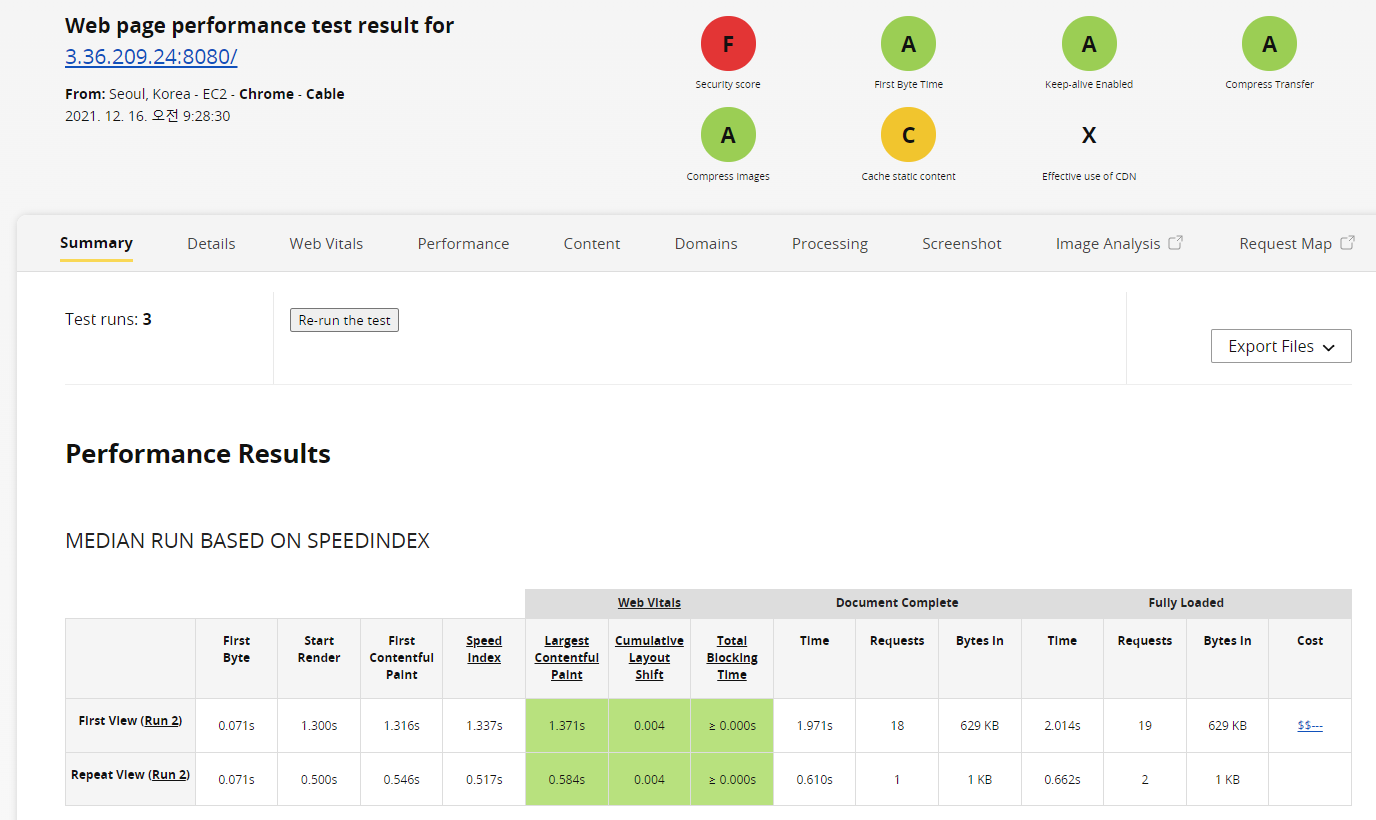 Web page performance test result for
3.36.209.24:8080/
From: Seoul, Korea - EC2 - Chrome - Cable
2021. 12. 16. 오전 9:28:30
F
Security score
A
First Byte Time
A
Keep-alive Enabled
A
Compress Transfer
A
Compress Images
C
Cache static content
X
Effective use of CDN
Summary Details Web Vitals Performance Content Domains Processing Screenshot Image Analysis Request Map
Test runs: 3
Re-run the test
Export Files
Performance Results
MEDIAN RUN BASED ON SPEEDINDEX
Web Vitals Document Complete Fully Loaded
First Byte Start Render First Contentful Paint Speed Index Largest Contentful Paint Cumulative Layout Shift Total Blocking Time Time Requests Bytes In Time Requests Bytes In Cost
First View (Run 2) 0.071s 1.300s 1.316s 1.337s 1.371s 0.004 ≥ 0.000s 1.971s 18 629 KB 2.014s 19 629 KB $$---
Repeat View (Run 2) 0.071s 0.500s 0.546s 0.517s 0.584s 0.004 ≥ 0.000s 0.610s 1 1 KB 0.662s 2 1 KB